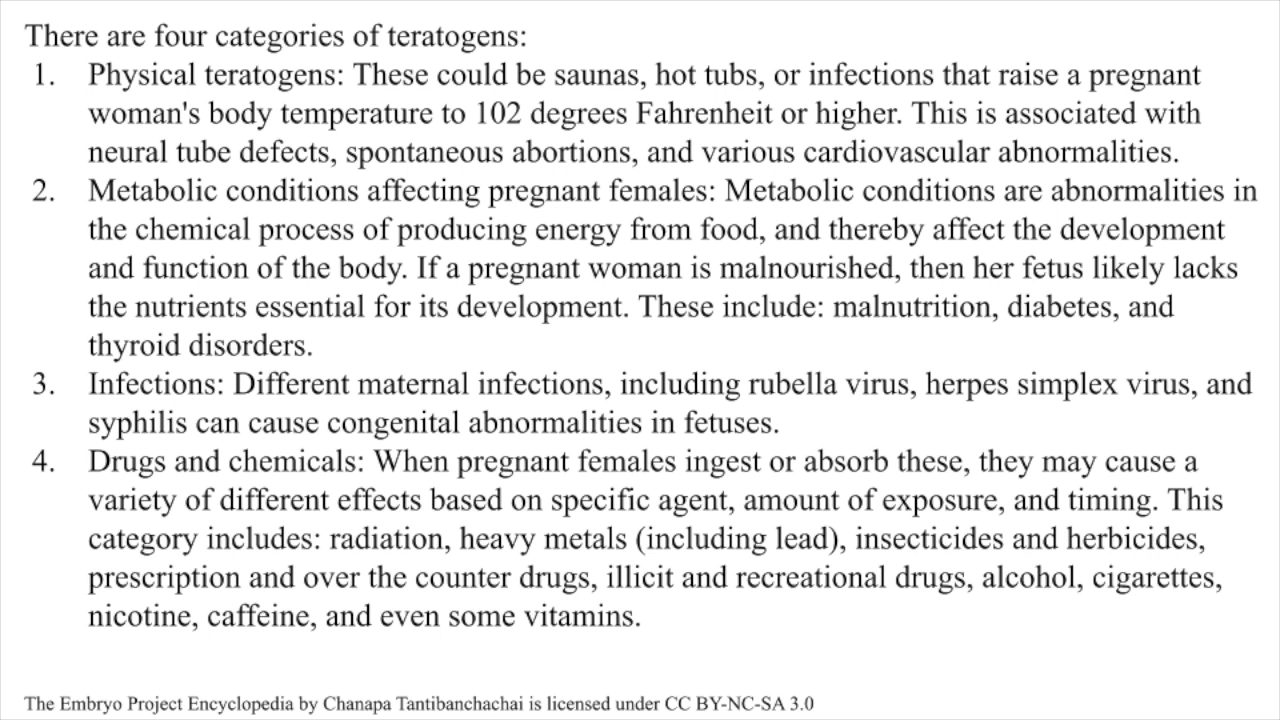 There are four categories of teratogens:
1. Physical teratogens: These could be saunas, hot tubs, or infections that raise a pregnant
woman's body temperature to 102 degrees Fahrenheit or higher. This is associated with
neural tube defects, spontaneous abortions, and various cardiovascular abnormalities.
2. Metabolic conditions affecting pregnant females: Metabolic conditions are abnormalities in
the chemical process of producing energy from food, and thereby affect the development
and function of the body. If a pregnant woman is malnourished, then her fetus likely lacks
the nutrients essential for its development. These include: malnutrition, diabetes, and
thyroid disorders.
3. Infections: Different maternal infections, including rubella virus, herpes simplex virus, and
syphilis can cause congenital abnormalities in fetuses.
4. Drugs and chemicals: When pregnant females ingest or absorb these, they may cause a
variety of different effects based on specific agent, amount of exposure, and timing. This
category includes: radiation, heavy metals (including lead), insecticides and herbicides,
prescription and over the counter drugs, illicit and recreational drugs, alcohol, cigarettes,
nicotine, caffeine, and even some vitamins.
The Embryo Project Encyclopedia by Chanapa Tantibanchachai is licensed under CC BY-NC-SA 3.0